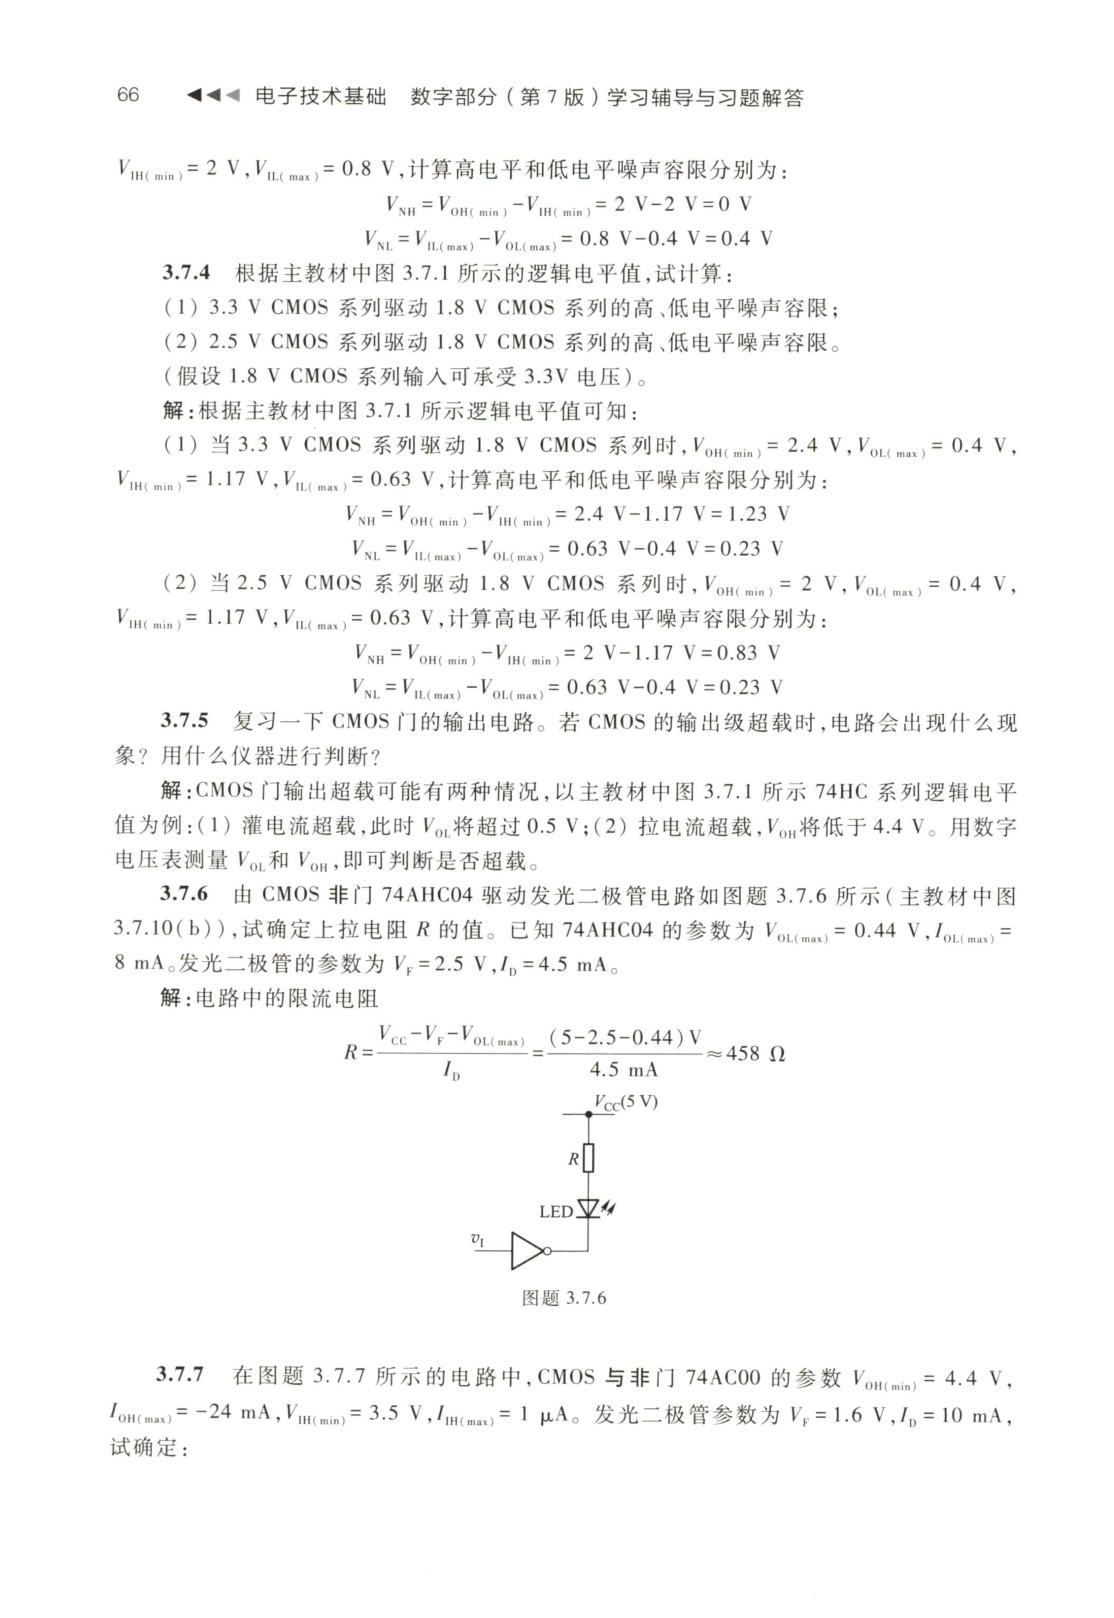 66 ◀◀◀ 电子技术基础 数字部分(第7版)学习辅导与习题解答
V_IH(min) = 2 V,V_IL(max) = 0.8 V,计算高电平和低电平噪声容限分别为:
V_NH = V_OH(min) - V_IH(min) = 2 V-2 V=0 V
V_NL = V_IL(max) - V_OL(max) = 0.8 V-0.4 V=0.4 V
3.7.4 根据主教材中图 3.7.1 所示的逻辑电平值,试计算:
(1) 3.3 V CMOS 系列驱动 1.8 V CMOS 系列的高、低电平噪声容限;
(2) 2.5 V CMOS 系列驱动 1.8 V CMOS 系列的高、低电平噪声容限。
(假设 1.8 V CMOS 系列输入可承受 3.3V 电压)。
解:根据主教材中图 3.7.1 所示逻辑电平值可知:
(1) 当 3.3 V CMOS 系列驱动 1.8 V CMOS 系列时,V_OH(min) = 2.4 V,V_OL(max) = 0.4 V,
V_IH(min) = 1.17 V,V_IL(max) = 0.63 V,计算高电平和低电平噪声容限分别为:
V_NH = V_OH(min) - V_IH(min) = 2.4 V-1.17 V=1.23 V
V_NL = V_IL(max) - V_OL(max) = 0.63 V-0.4 V=0.23 V
(2) 当 2.5 V CMOS 系列驱动 1.8 V CMOS 系列时,V_OH(min) = 2 V,V_OL(max) = 0.4 V,
V_IH(min) = 1.17 V,V_IL(max) = 0.63 V,计算高电平和低电平噪声容限分别为:
V_NH = V_OH(min) - V_IH(min) = 2 V-1.17 V=0.83 V
V_NL = V_IL(max) - V_OL(max) = 0.63 V-0.4 V=0.23 V
3.7.5 复习一下 CMOS 门的输出电路。若 CMOS 的输出级超载时,电路会出现什么现
象?用什么仪器进行判断?
解:CMOS 门输出超载可能有两种情况,以主教材中图 3.7.1 所示 74HC 系列逻辑电平
值为例:(1) 灌电流超载,此时 V_OL 将超过 0.5 V;(2) 拉电流超载,V_OH 将低于 4.4 V。用数字
电压表测量 V_OL 和 V_OH,即可判断是否超载。
3.7.6 由 CMOS 非门 74AHC04 驱动发光二极管电路如图题 3.7.6 所示(主教材中图
3.7.10(b)),试确定上拉电阻 R 的值。已知 74AHC04 的参数为 V_OL(max) = 0.44 V,I_OL(max) =
8 mA。发光二极管的参数为 V_F = 2.5 V,I_D = 4.5 mA。
解:电路中的限流电阻
R = (V_CC - V_F - V_OL(max)) / I_D = (5-2.5-0.44) V / 4.5 mA ≈ 458 Ω
V_CC(5 V)
R
LED
v_I
图题 3.7.6
3.7.7 在图题 3.7.7 所示的电路中,CMOS 与非门 74AC00 的参数 V_OH(min) = 4.4 V,
I_OH(max) = -24 mA,V_IH(min) = 3.5 V,I_IH(max) = 1 μA。发光二极管参数为 V_F = 1.6 V,I_D = 10 mA,
试确定: